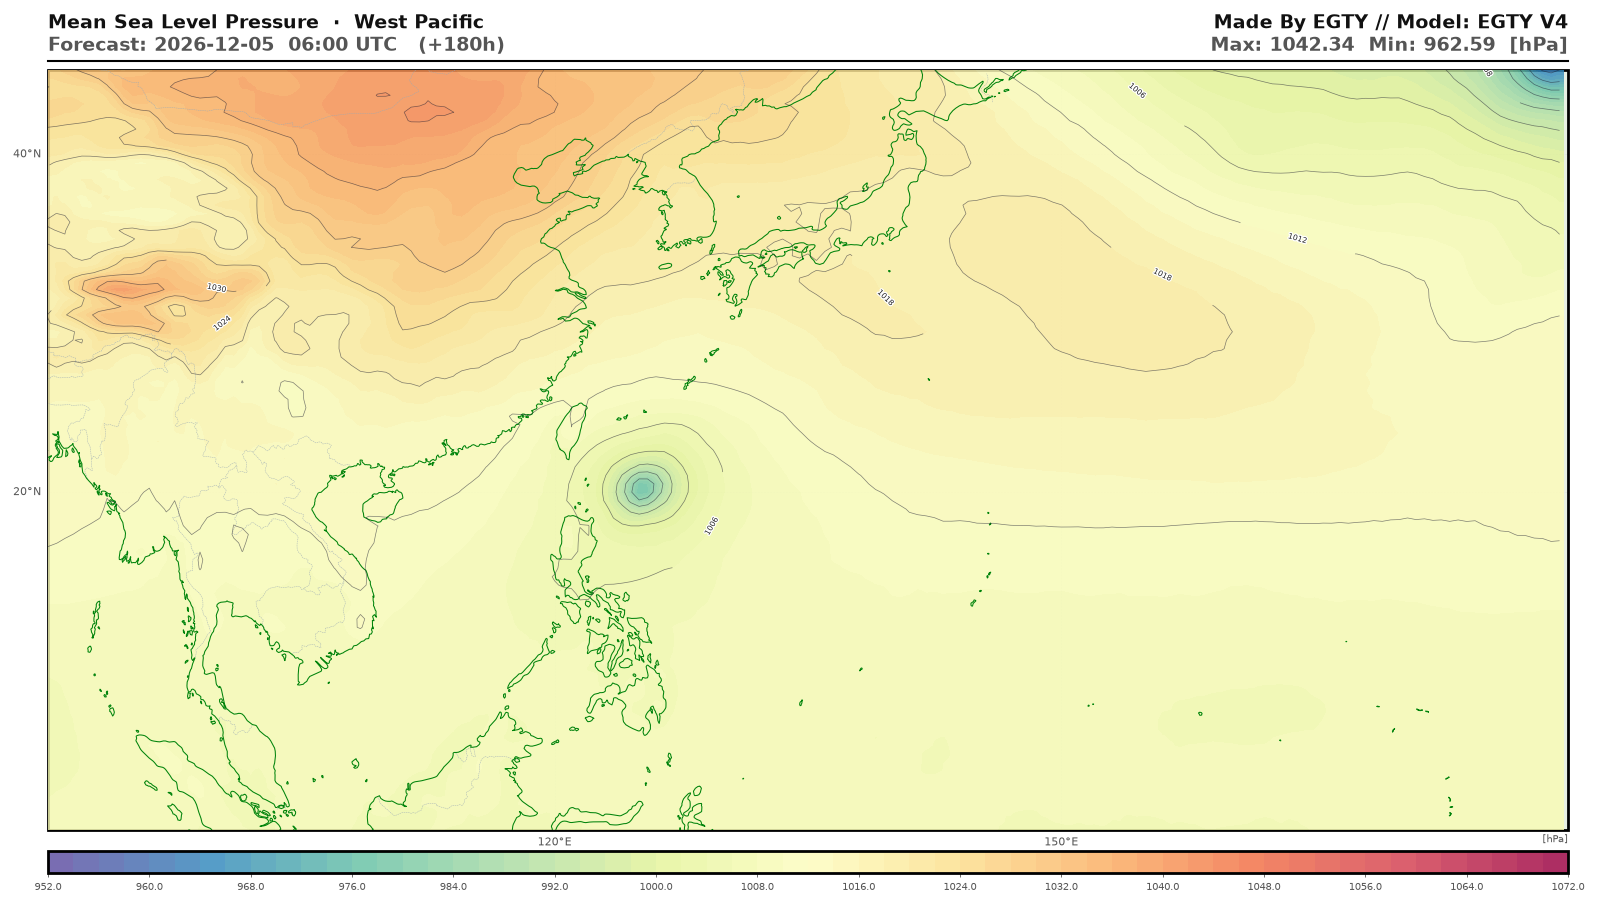 Mean Sea Level Pressure · West Pacific
Made By EGTY // Model: EGTY V4
Forecast: 2026-12-05 06:00 UTC (+180h)
Max: 1042.34 Min: 962.59 [hPa]
1006
40°N
1012
1018
1030
1018
1024
20°N
1006
120°E
150°E
[hPa]
952.0
960.0
968.0
976.0
984.0
992.0
1000.0
1008.0
1016.0
1024.0
1032.0
1040.0
1048.0
1056.0
1064.0
1072.0